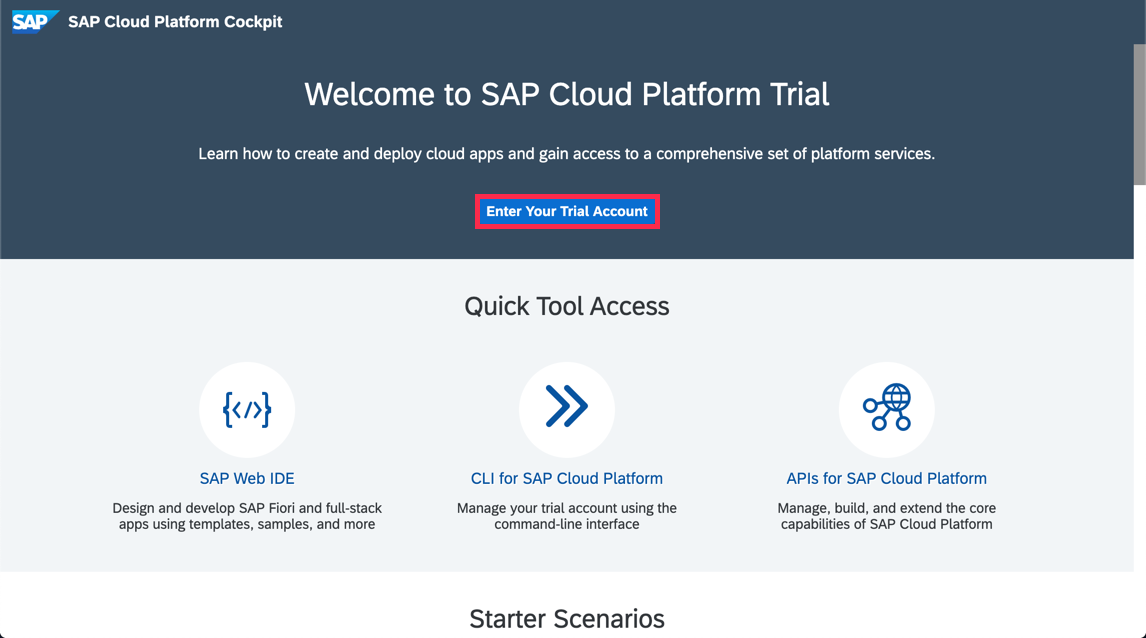 SAP SAP Cloud Platform Cockpit
Welcome to SAP Cloud Platform Trial
Learn how to create and deploy cloud apps and gain access to a comprehensive set of platform services.
Enter Your Trial Account
Quick Tool Access
{</>}
SAP Web IDE
Design and develop SAP Fiori and full-stack
apps using templates, samples, and more
CLI for SAP Cloud Platform
Manage your trial account using the
command-line interface
APIs for SAP Cloud Platform
Manage, build, and extend the core
capabilities of SAP Cloud Platform
Starter Scenarios